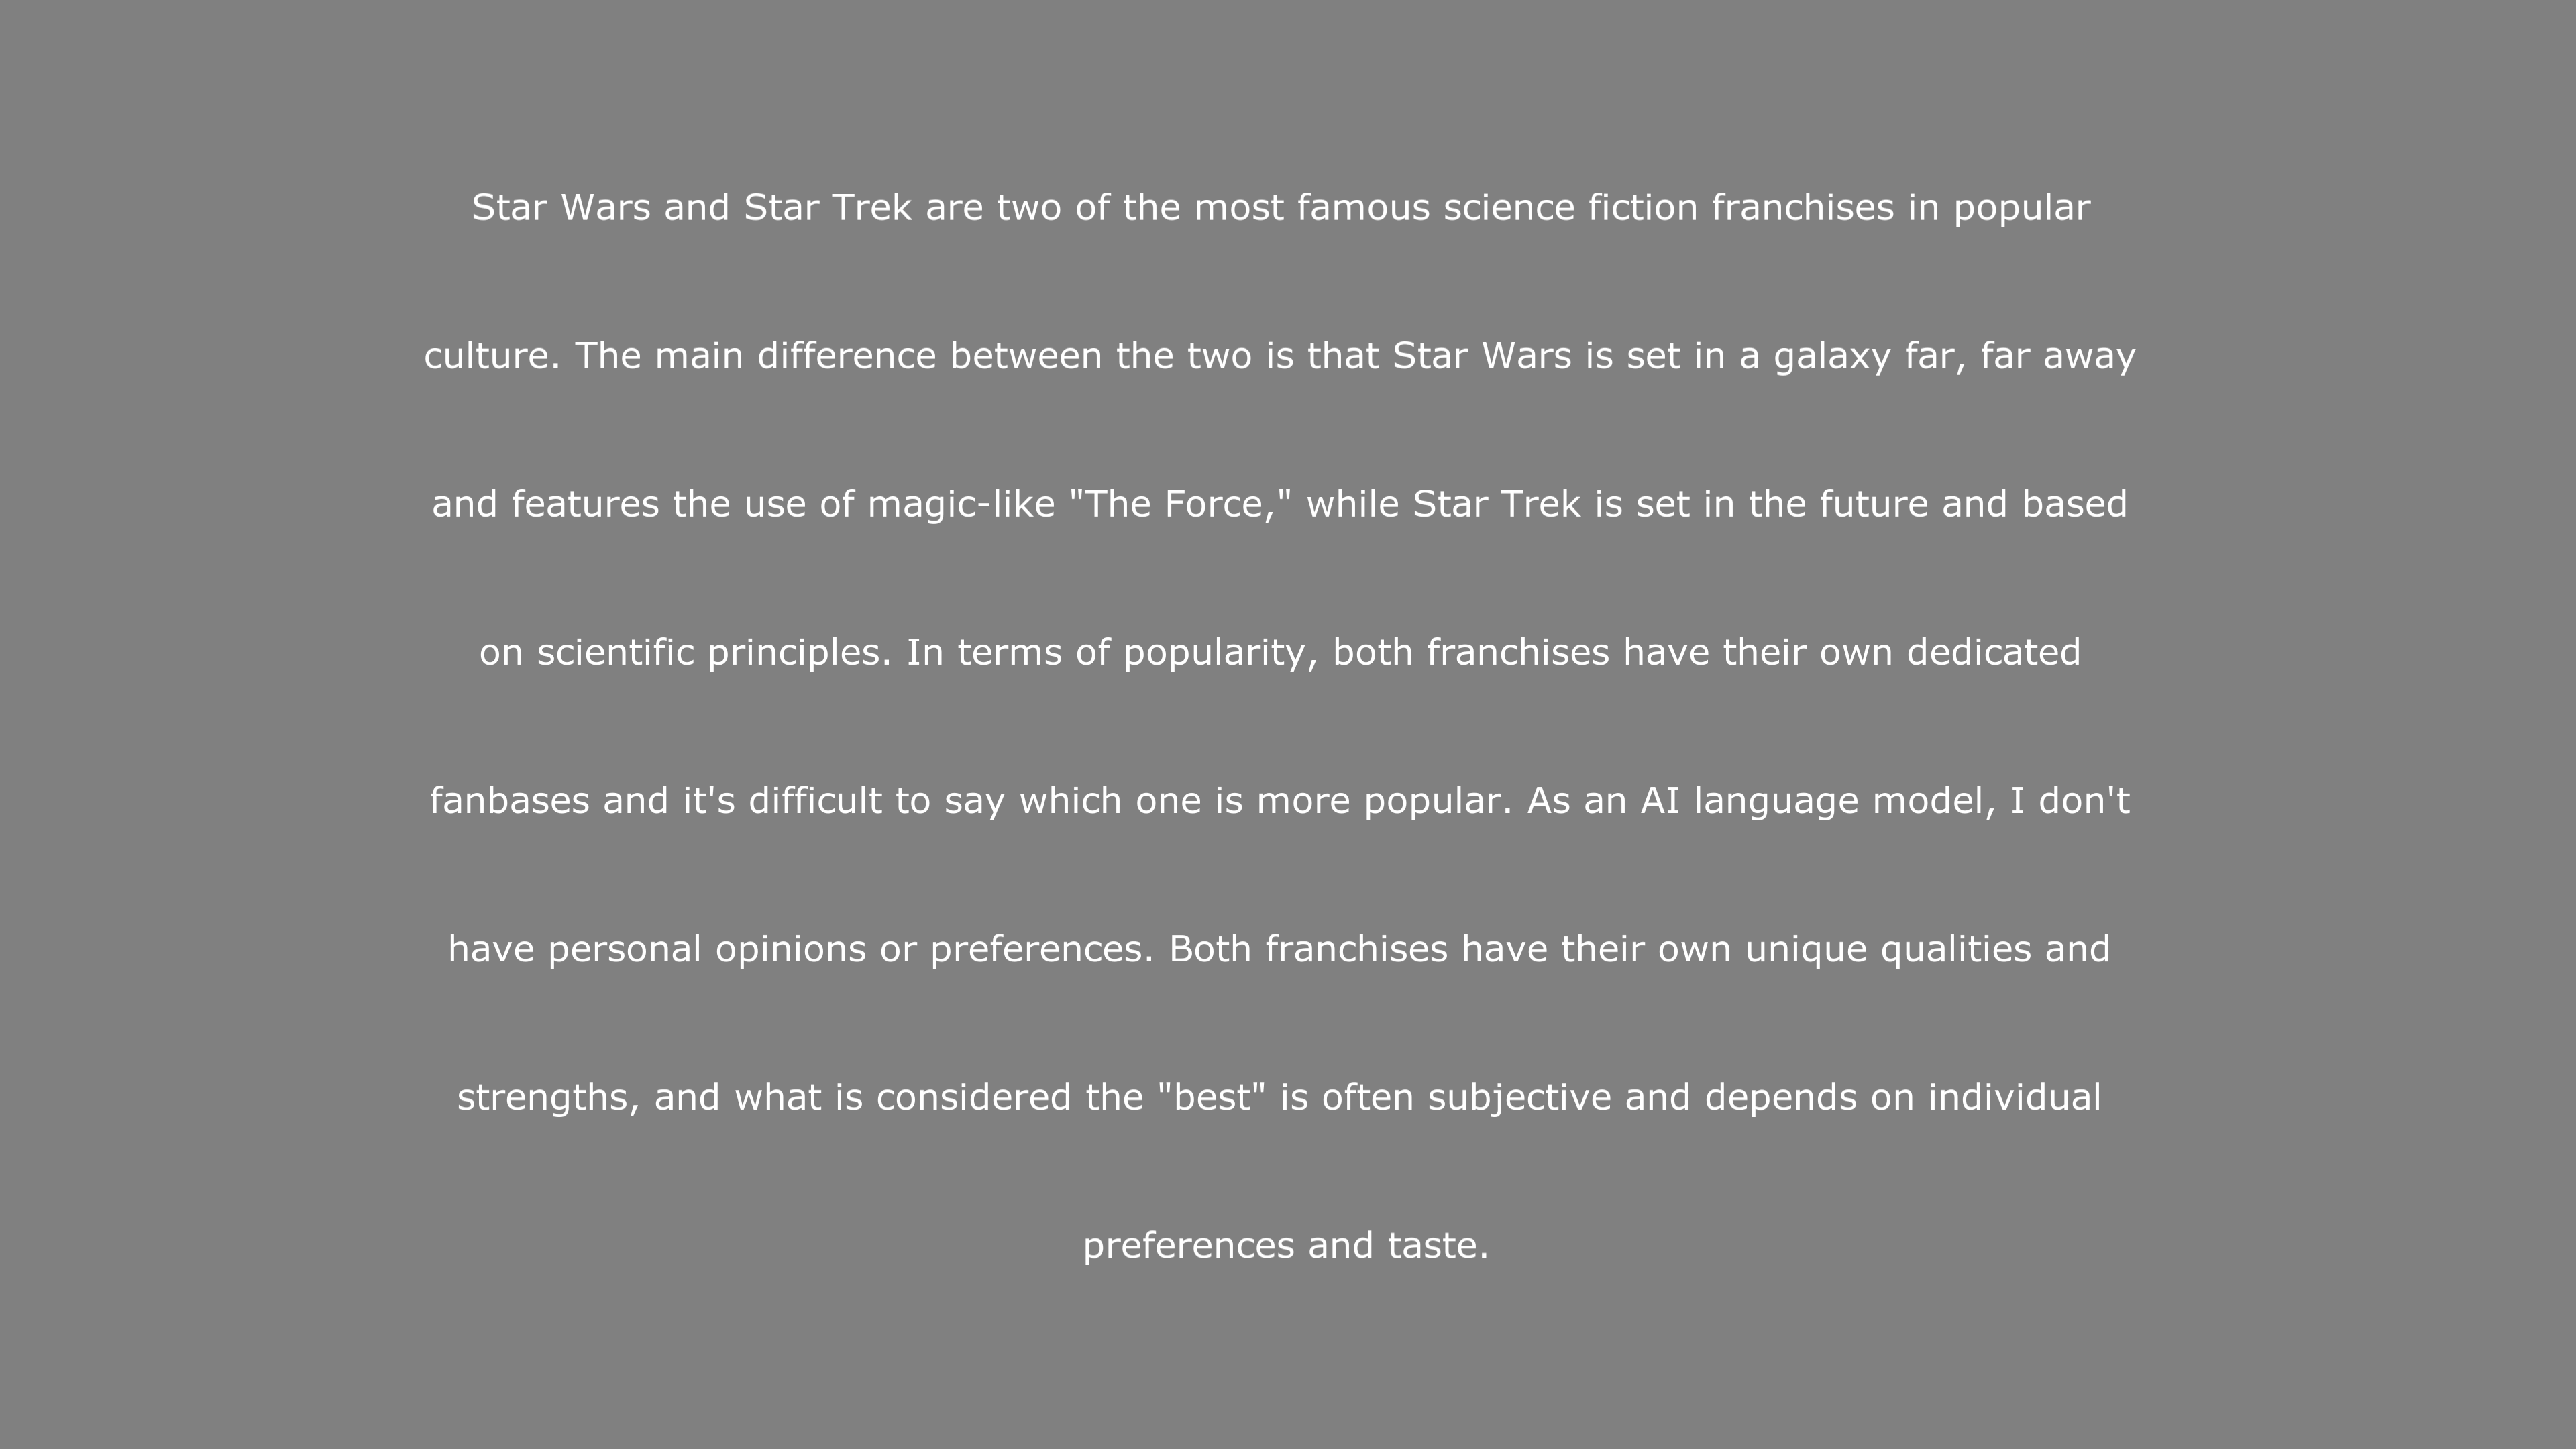 Star Wars and Star Trek are two of the most famous science fiction franchises in popular
culture. The main difference between the two is that Star Wars is set in a galaxy far, far away
and features the use of magic-like "The Force," while Star Trek is set in the future and based
on scientific principles. In terms of popularity, both franchises have their own dedicated
fanbases and it's difficult to say which one is more popular. As an AI language model, I don't
have personal opinions or preferences. Both franchises have their own unique qualities and
strengths, and what is considered the "best" is often subjective and depends on individual
preferences and taste.